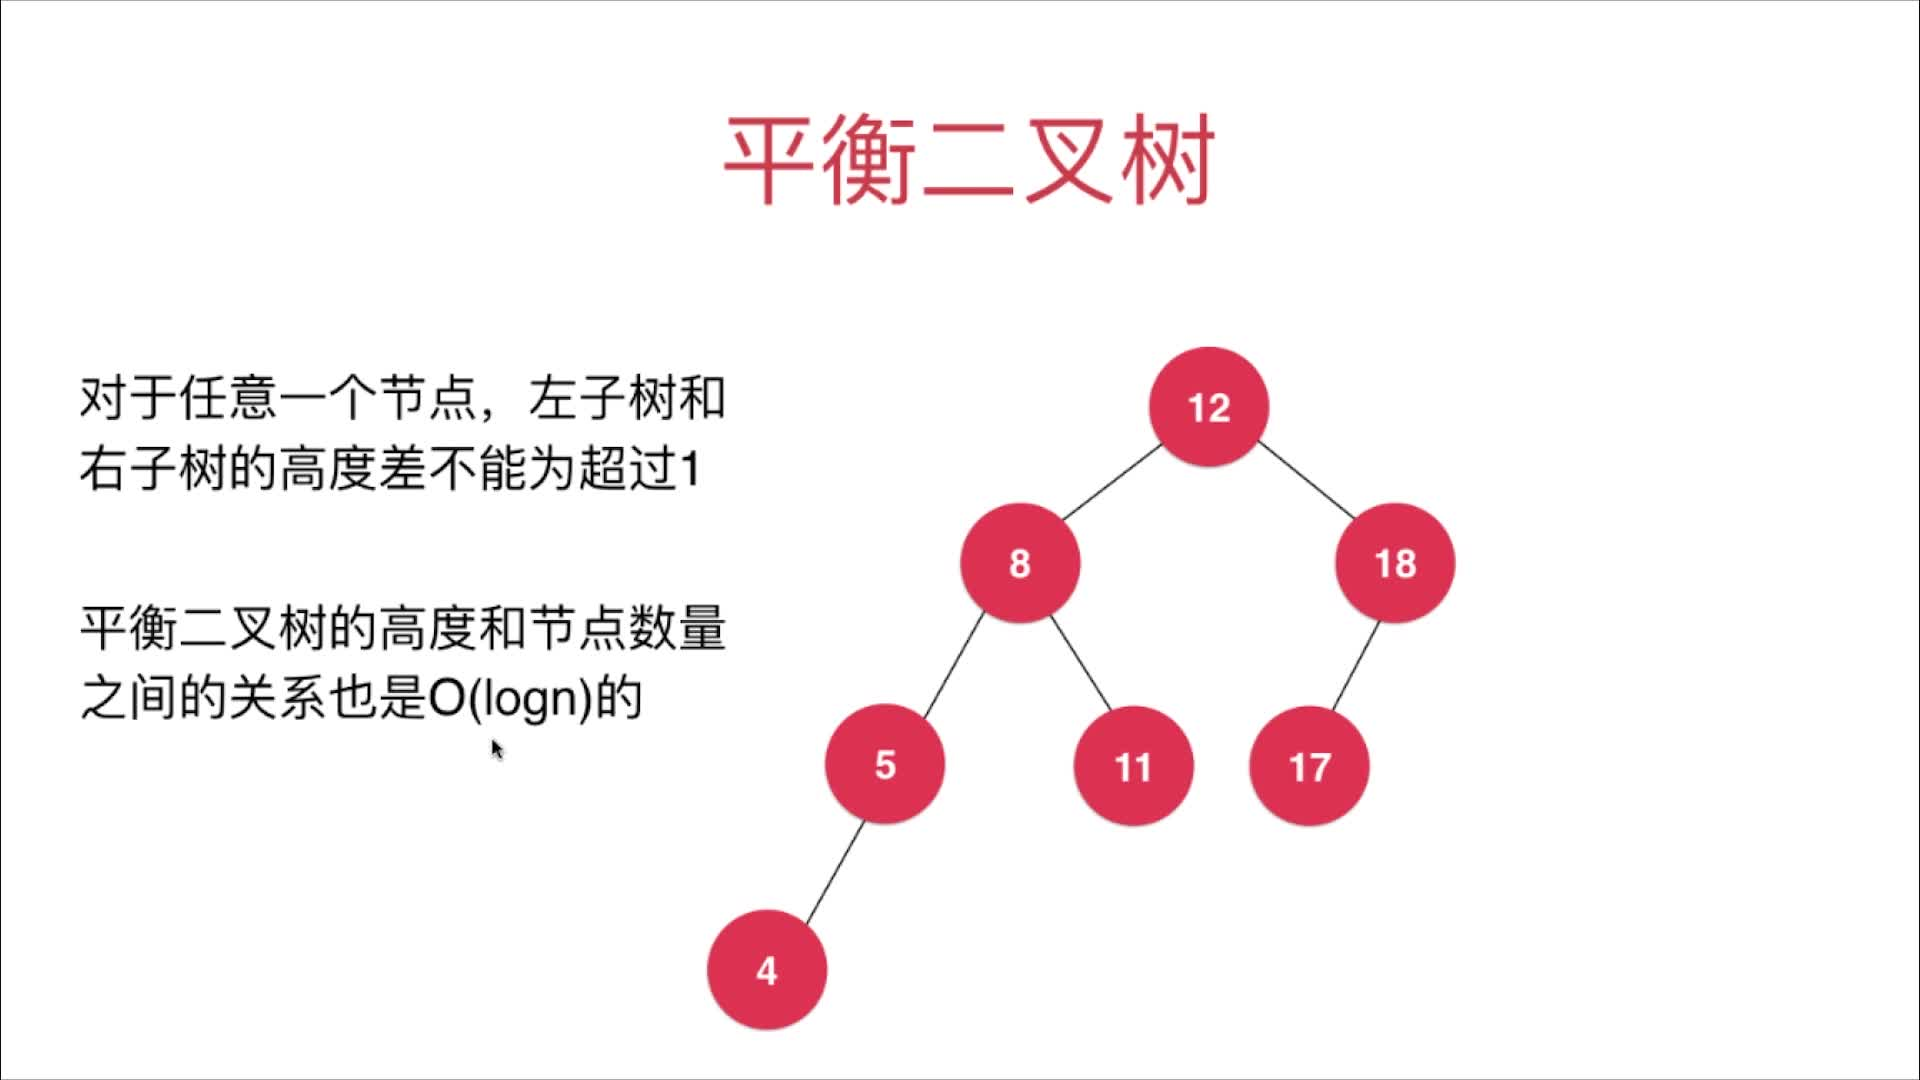 平衡二叉树
对于任意一个节点，左子树和
右子树的高度差不能为超过1
平衡二叉树的高度和节点数量
之间的关系也是O(logn)的
12
8
18
5
11
17
4